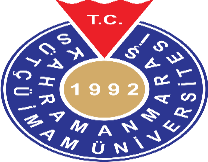 T.C.
KAHRAMANMARAŞ
SÜTÇÜ İMAM ÜNİVERSİTESİ
1992